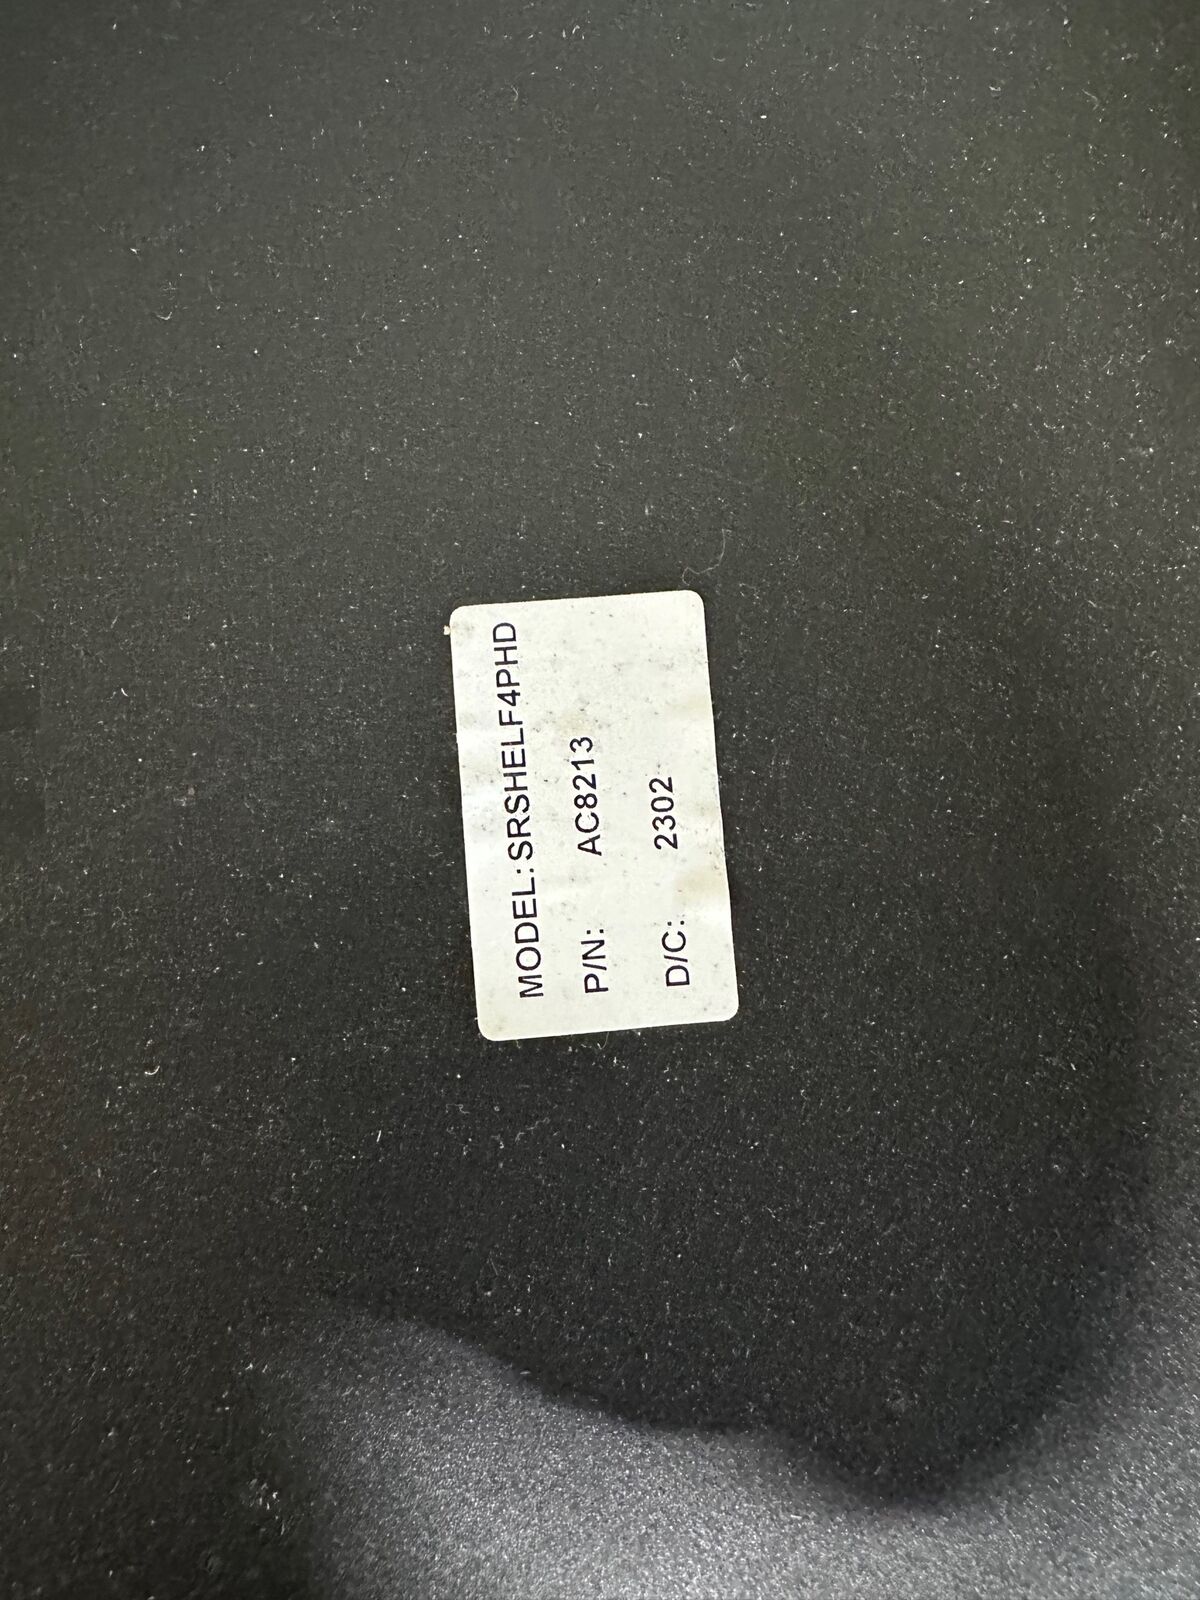 MODEL:SRSHELF4PHD
P/N: AC8213
D/C: 2302